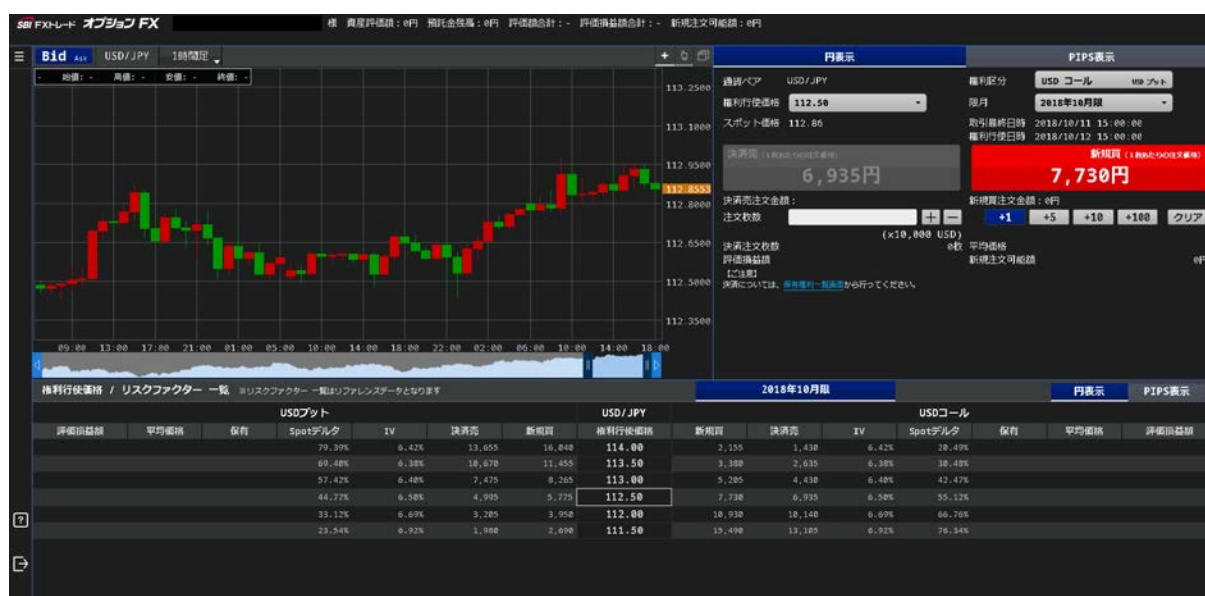 SBI FXトレード オプション FX 様 資産評価額：0円 預託金残高：0円 評価額合計：- 評価損益額合計：- 新規注文可能額：0円
Bid Ask USD/JPY 1時間足
- 始値：- 高値：- 安値：- 終値：-
113.2500
113.1000
112.9500
112.8553
112.8000
112.6500
112.5000
112.3500
09:00 13:00 17:00 21:00 01:00 05:00 10:00 14:00 18:00 22:00 02:00 06:00 10:00 14:00 18:00
円表示 PIPS表示
通貨ペア USD/JPY 権利区分 USD コール USD プット
権利行使価格 112.50 限月 2018年10月限
スポット価格 112.86 取引最終日時 2018/10/11 15:00:00
権利行使日時 2018/10/12 15:00:00
決済売 (1枚あたりの注文価格) 新規買 (1枚あたりの注文価格)
6,935円 7,730円
決済売注文金額： 新規買注文金額：0円
注文枚数 + − +1 +5 +10 +100 クリア
(x10,000 USD)
決済注文枚数 0枚 平均価格
評価損益額 新規注文可能額 0円
【ご注意】
決済については、保有権利一覧画面から行ってください。
権利行使価格 / リスクファクター 一覧 ※リスクファクター 一覧はリファレンスデータとなります 2018年10月限 円表示 PIPS表示
USDプット USD/JPY USDコール
評価損益額 平均価格 保有 Spotデルタ IV 決済売 新規買 権利行使価格 新規買 決済売 IV Spotデルタ 保有 平均価格 評価損益額
79.39% 6.42% 13,655 16,040 114.00 2,155 1,430 6.42% 20.49%
69.40% 6.38% 10,670 11,455 113.50 3,380 2,635 6.38% 30.48%
57.42% 6.40% 7,475 8,265 113.00 5,205 4,430 6.40% 42.47%
44.77% 6.50% 4,995 5,775 112.50 7,730 6,935 6.50% 55.12%
33.12% 6.69% 3,205 3,950 112.00 10,930 10,140 6.69% 66.76%
23.54% 6.92% 1,980 2,690 111.50 15,490 13,105 6.92% 76.34%
?